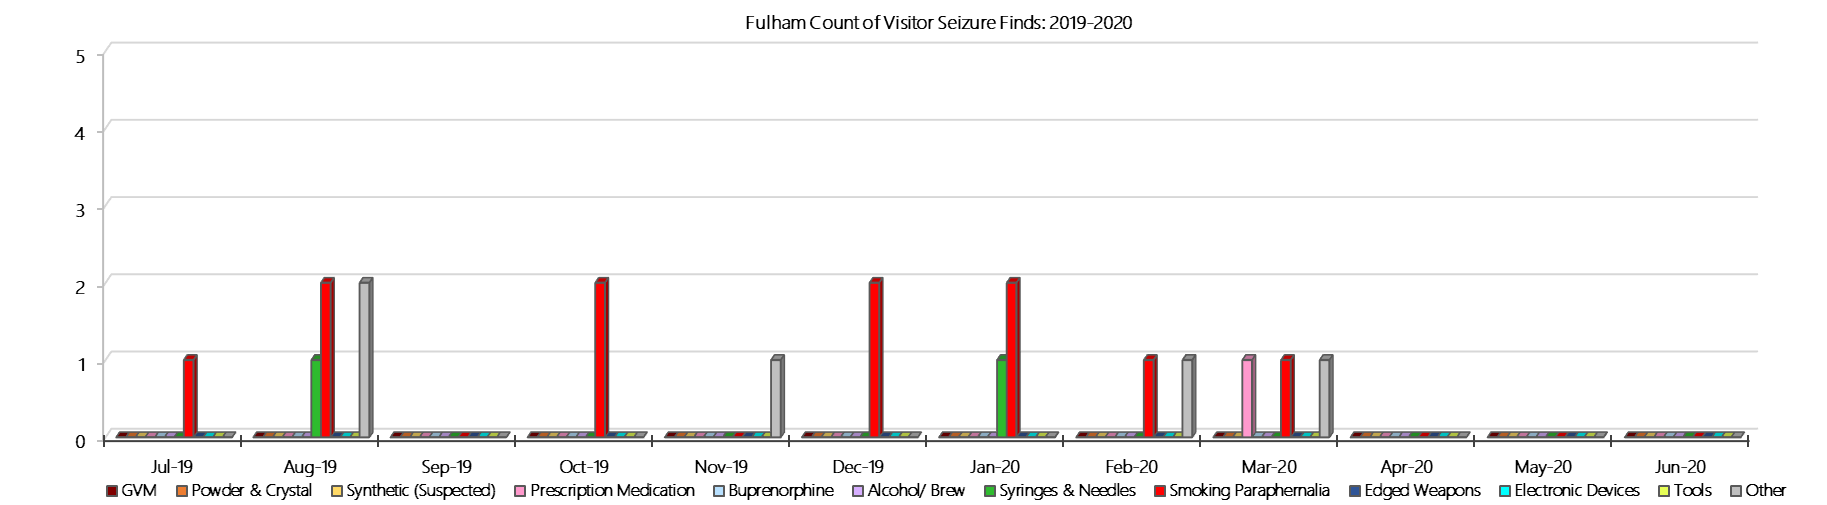 Fulham Count of Visitor Seizure Finds: 2019-2020
5
4
3
2
1
0
Jul-19 Aug-19 Sep-19 Oct-19 Nov-19 Dec-19 Jan-20 Feb-20 Mar-20 Apr-20 May-20 Jun-20
GVM Powder & Crystal Synthetic (Suspected) Prescription Medication Buprenorphine Alcohol/ Brew Syringes & Needles Smoking Paraphernalia Edged Weapons Electronic Devices Tools Other